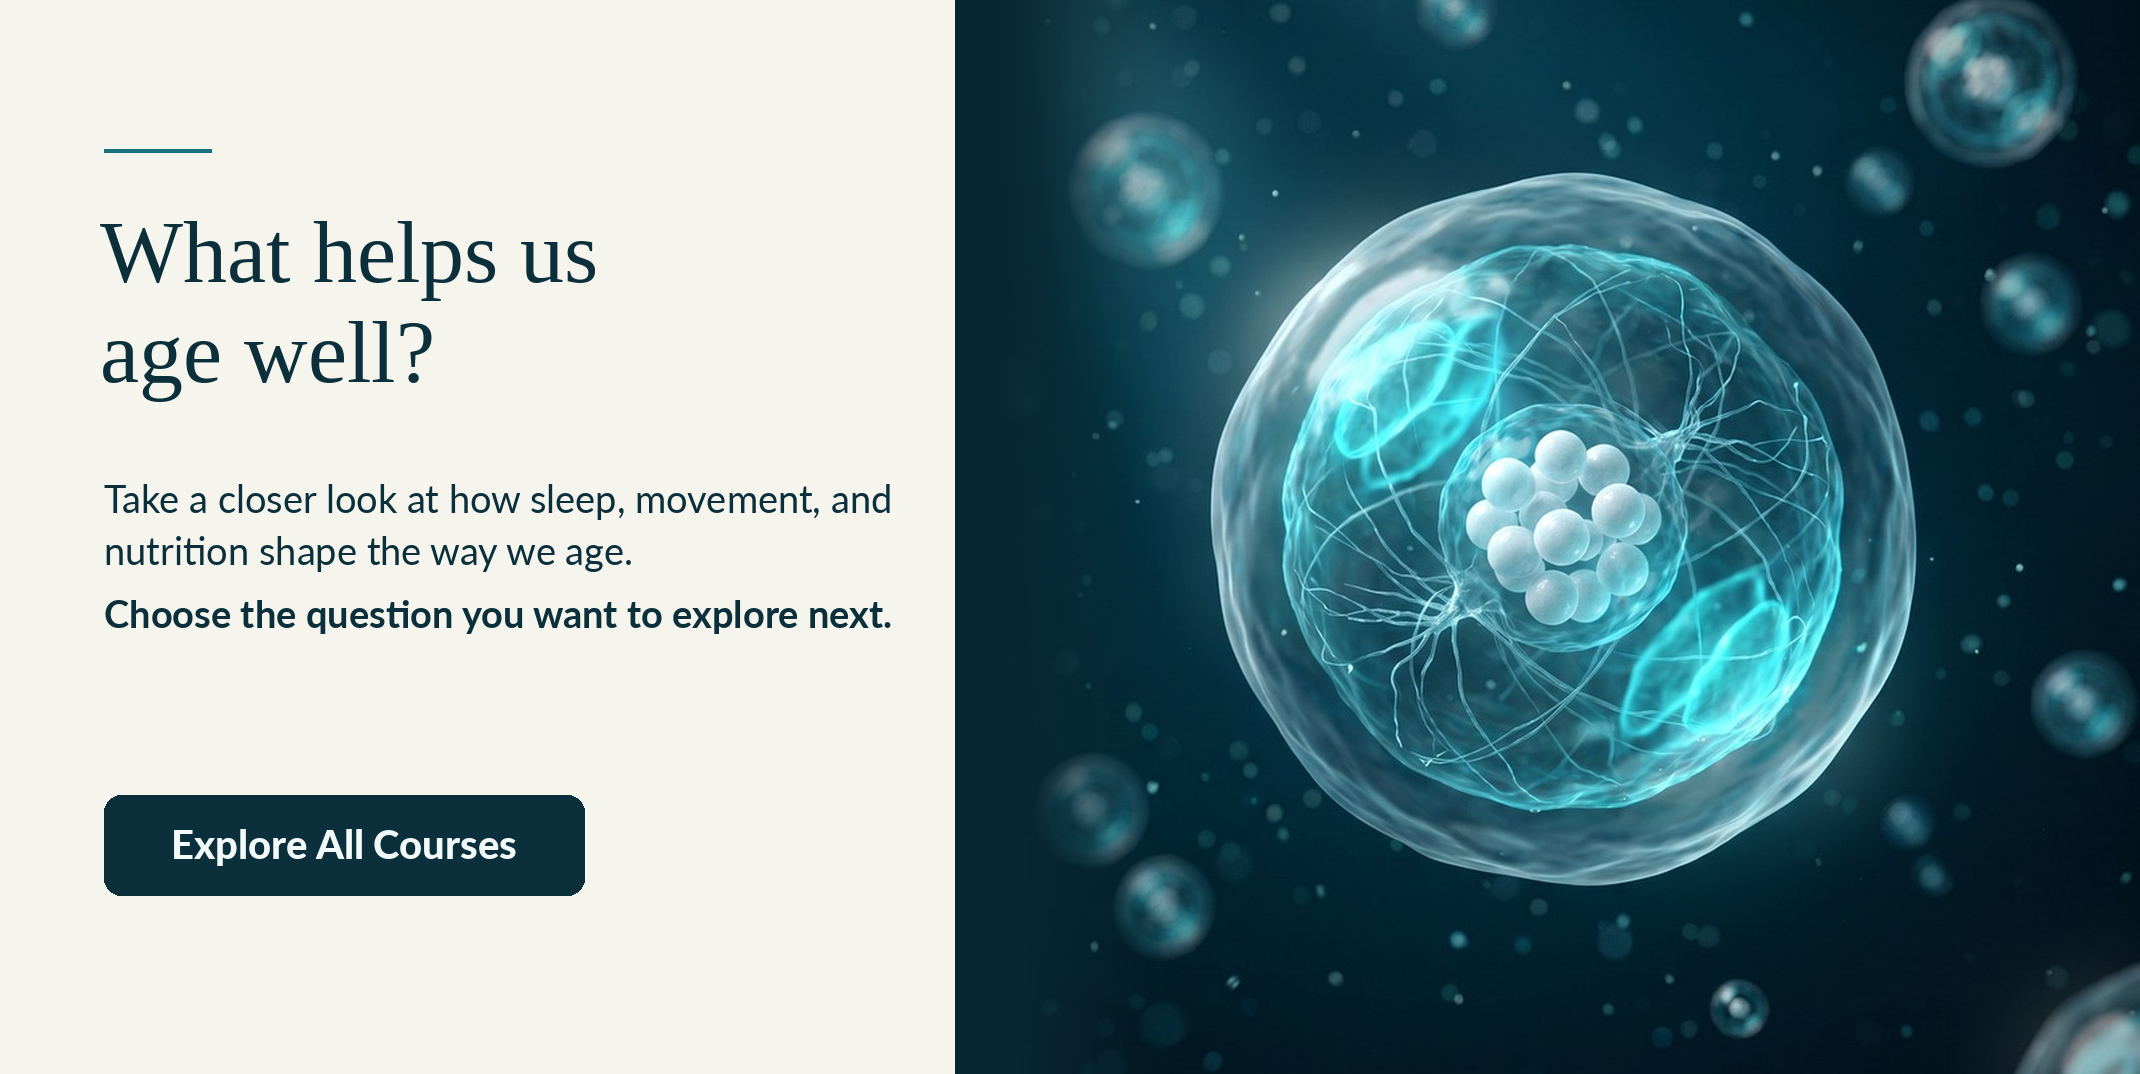 What helps us
age well?
Take a closer look at how sleep, movement, and
nutrition shape the way we age.
Choose the question you want to explore next.
Explore All Courses